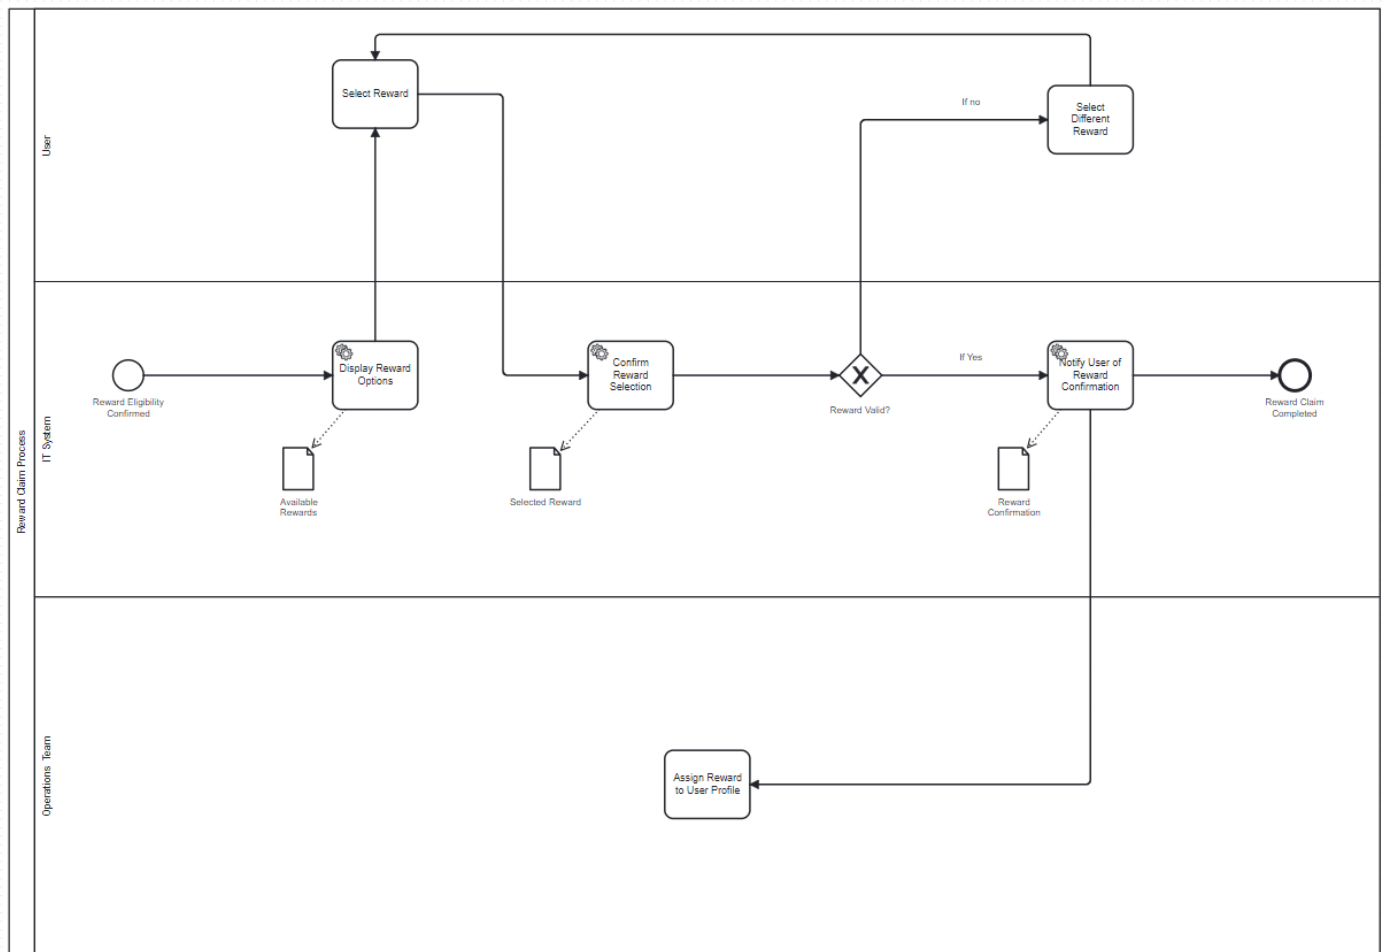 Reward Claim Process
User
Select Reward
If no
Select
Different
Reward
IT System
Reward Eligibility
Confirmed
Display Reward
Options
Available
Rewards
Confirm
Reward
Selection
Selected Reward
Reward Valid?
If Yes
Notify User of
Reward
Confirmation
Reward
Confirmation
Reward Claim
Completed
Operations Team
Assign Reward
to User Profile